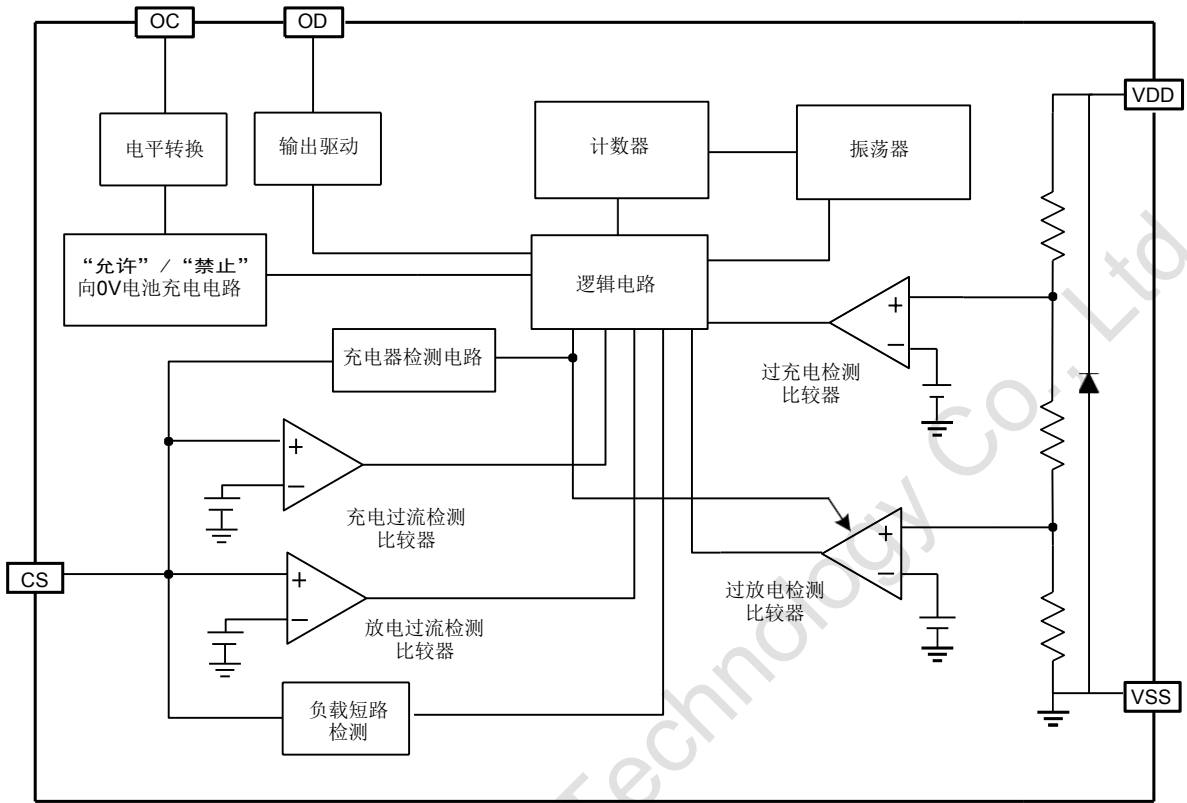 OC
OD
VDD
电平转换
输出驱动
计数器
振荡器
“允许” / “禁止”
向0V电池充电电路
逻辑电路
+
−
充电器检测电路
过充电检测
比较器
+
−
充电过流检测
比较器
+
−
CS
+
−
放电过流检测
比较器
过放电检测
比较器
负载短路
检测
VSS
Technology Co., Ltd